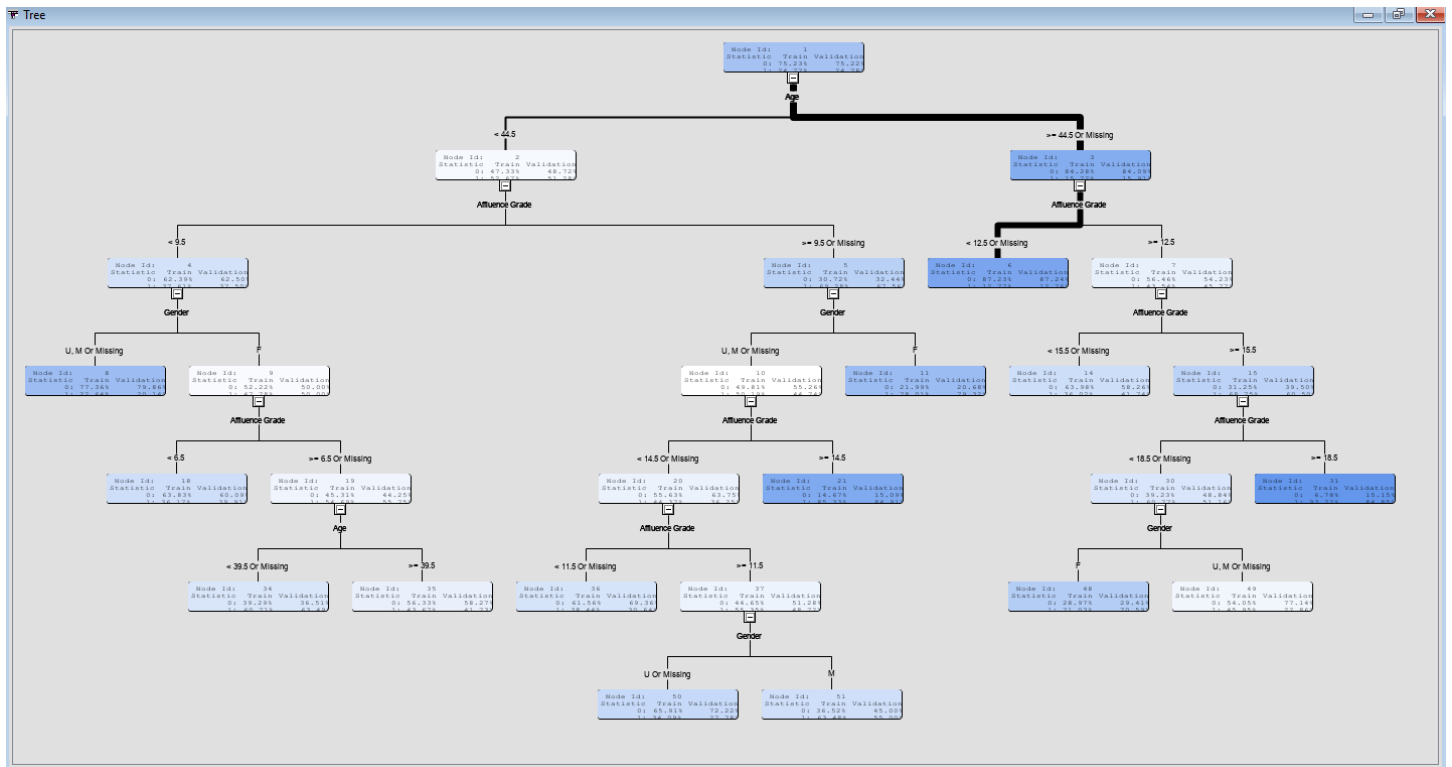 Tree
Node Id: 1
Statistic Train Validation
0: 75.23% 75.22%
Age
< 44.5
>= 44.5 Or Missing
Node Id: 2
Statistic Train Validation
0: 47.33% 48.72%
Node Id: 3
Statistic Train Validation
0: 84.28% 84.09%
Affluence Grade
Affluence Grade
< 9.5
>= 9.5 Or Missing
< 12.5 Or Missing
>= 12.5
Node Id: 4
Statistic Train Validation
0: 62.39% 62.50%
Node Id: 5
Statistic Train Validation
0: 30.72% 32.44%
Node Id: 6
Statistic Train Validation
0: 87.23% 87.24%
Node Id: 7
Statistic Train Validation
0: 56.46% 54.23%
Gender
Gender
Affluence Grade
U, M Or Missing
F
U, M Or Missing
F
< 15.5 Or Missing
>= 15.5
Node Id: 8
Statistic Train Validation
0: 77.36% 79.86%
Node Id: 9
Statistic Train Validation
0: 52.22% 50.00%
Node Id: 10
Statistic Train Validation
0: 49.81% 55.26%
Node Id: 11
Statistic Train Validation
0: 21.99% 20.68%
Node Id: 14
Statistic Train Validation
0: 63.98% 58.26%
Node Id: 15
Statistic Train Validation
0: 31.25% 39.50%
Affluence Grade
Affluence Grade
Affluence Grade
< 6.5
>= 6.5 Or Missing
< 14.5 Or Missing
>= 14.5
< 18.5 Or Missing
>= 18.5
Node Id: 18
Statistic Train Validation
0: 63.83% 60.09%
Node Id: 19
Statistic Train Validation
0: 45.31% 44.25%
Node Id: 20
Statistic Train Validation
0: 55.63% 63.75%
Node Id: 21
Statistic Train Validation
0: 14.67% 15.09%
Node Id: 30
Statistic Train Validation
0: 39.23% 48.84%
Node Id: 31
Statistic Train Validation
0: 6.78% 15.15%
Age
Affluence Grade
Gender
< 39.5 Or Missing
>= 39.5
< 11.5 Or Missing
>= 11.5
F
U, M Or Missing
Node Id: 34
Statistic Train Validation
0: 39.29% 36.51%
Node Id: 35
Statistic Train Validation
0: 56.33% 58.27%
Node Id: 36
Statistic Train Validation
0: 61.56% 69.36%
Node Id: 37
Statistic Train Validation
0: 44.65% 51.28%
Node Id: 48
Statistic Train Validation
0: 28.97% 29.41%
Node Id: 49
Statistic Train Validation
0: 54.05% 77.14%
Gender
U Or Missing
M
Node Id: 50
Statistic Train Validation
0: 65.91% 72.22%
Node Id: 51
Statistic Train Validation
0: 36.52% 45.00%